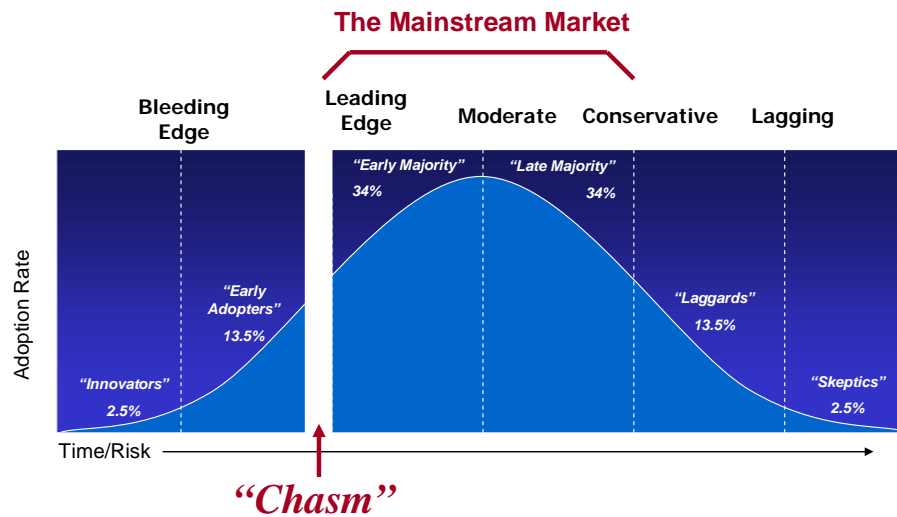 The Mainstream Market
Bleeding
Edge
Leading
Edge
Moderate
Conservative
Lagging
“Early Majority”
34%
“Late Majority”
34%
“Early
Adopters”
13.5%
“Laggards”
13.5%
“Innovators”
2.5%
“Skeptics”
2.5%
Adoption Rate
Time/Risk
“Chasm”